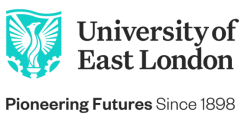 University of
East London
Pioneering Futures Since 1898